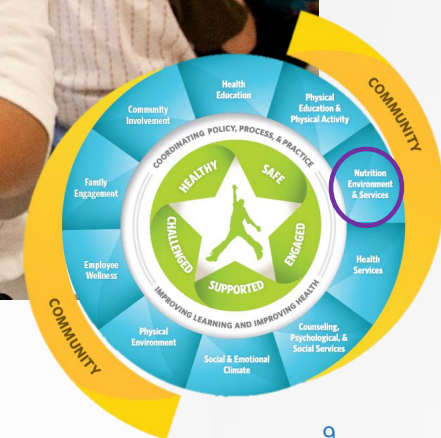 Health
Education
Physical
Education &
Physical Activity
Nutrition
Environment
& Services
Health
Services
Counseling,
Psychological, &
Social Services
Social & Emotional
Climate
Physical
Environment
Employee
Wellness
Family
Engagement
Community
Involvement
COMMUNITY
COMMUNITY
COORDINATING POLICY, PROCESS, & PRACTICE
IMPROVING LEARNING AND IMPROVING HEALTH
HEALTHY
SAFE
ENGAGED
SUPPORTED
CHALLENGED
9